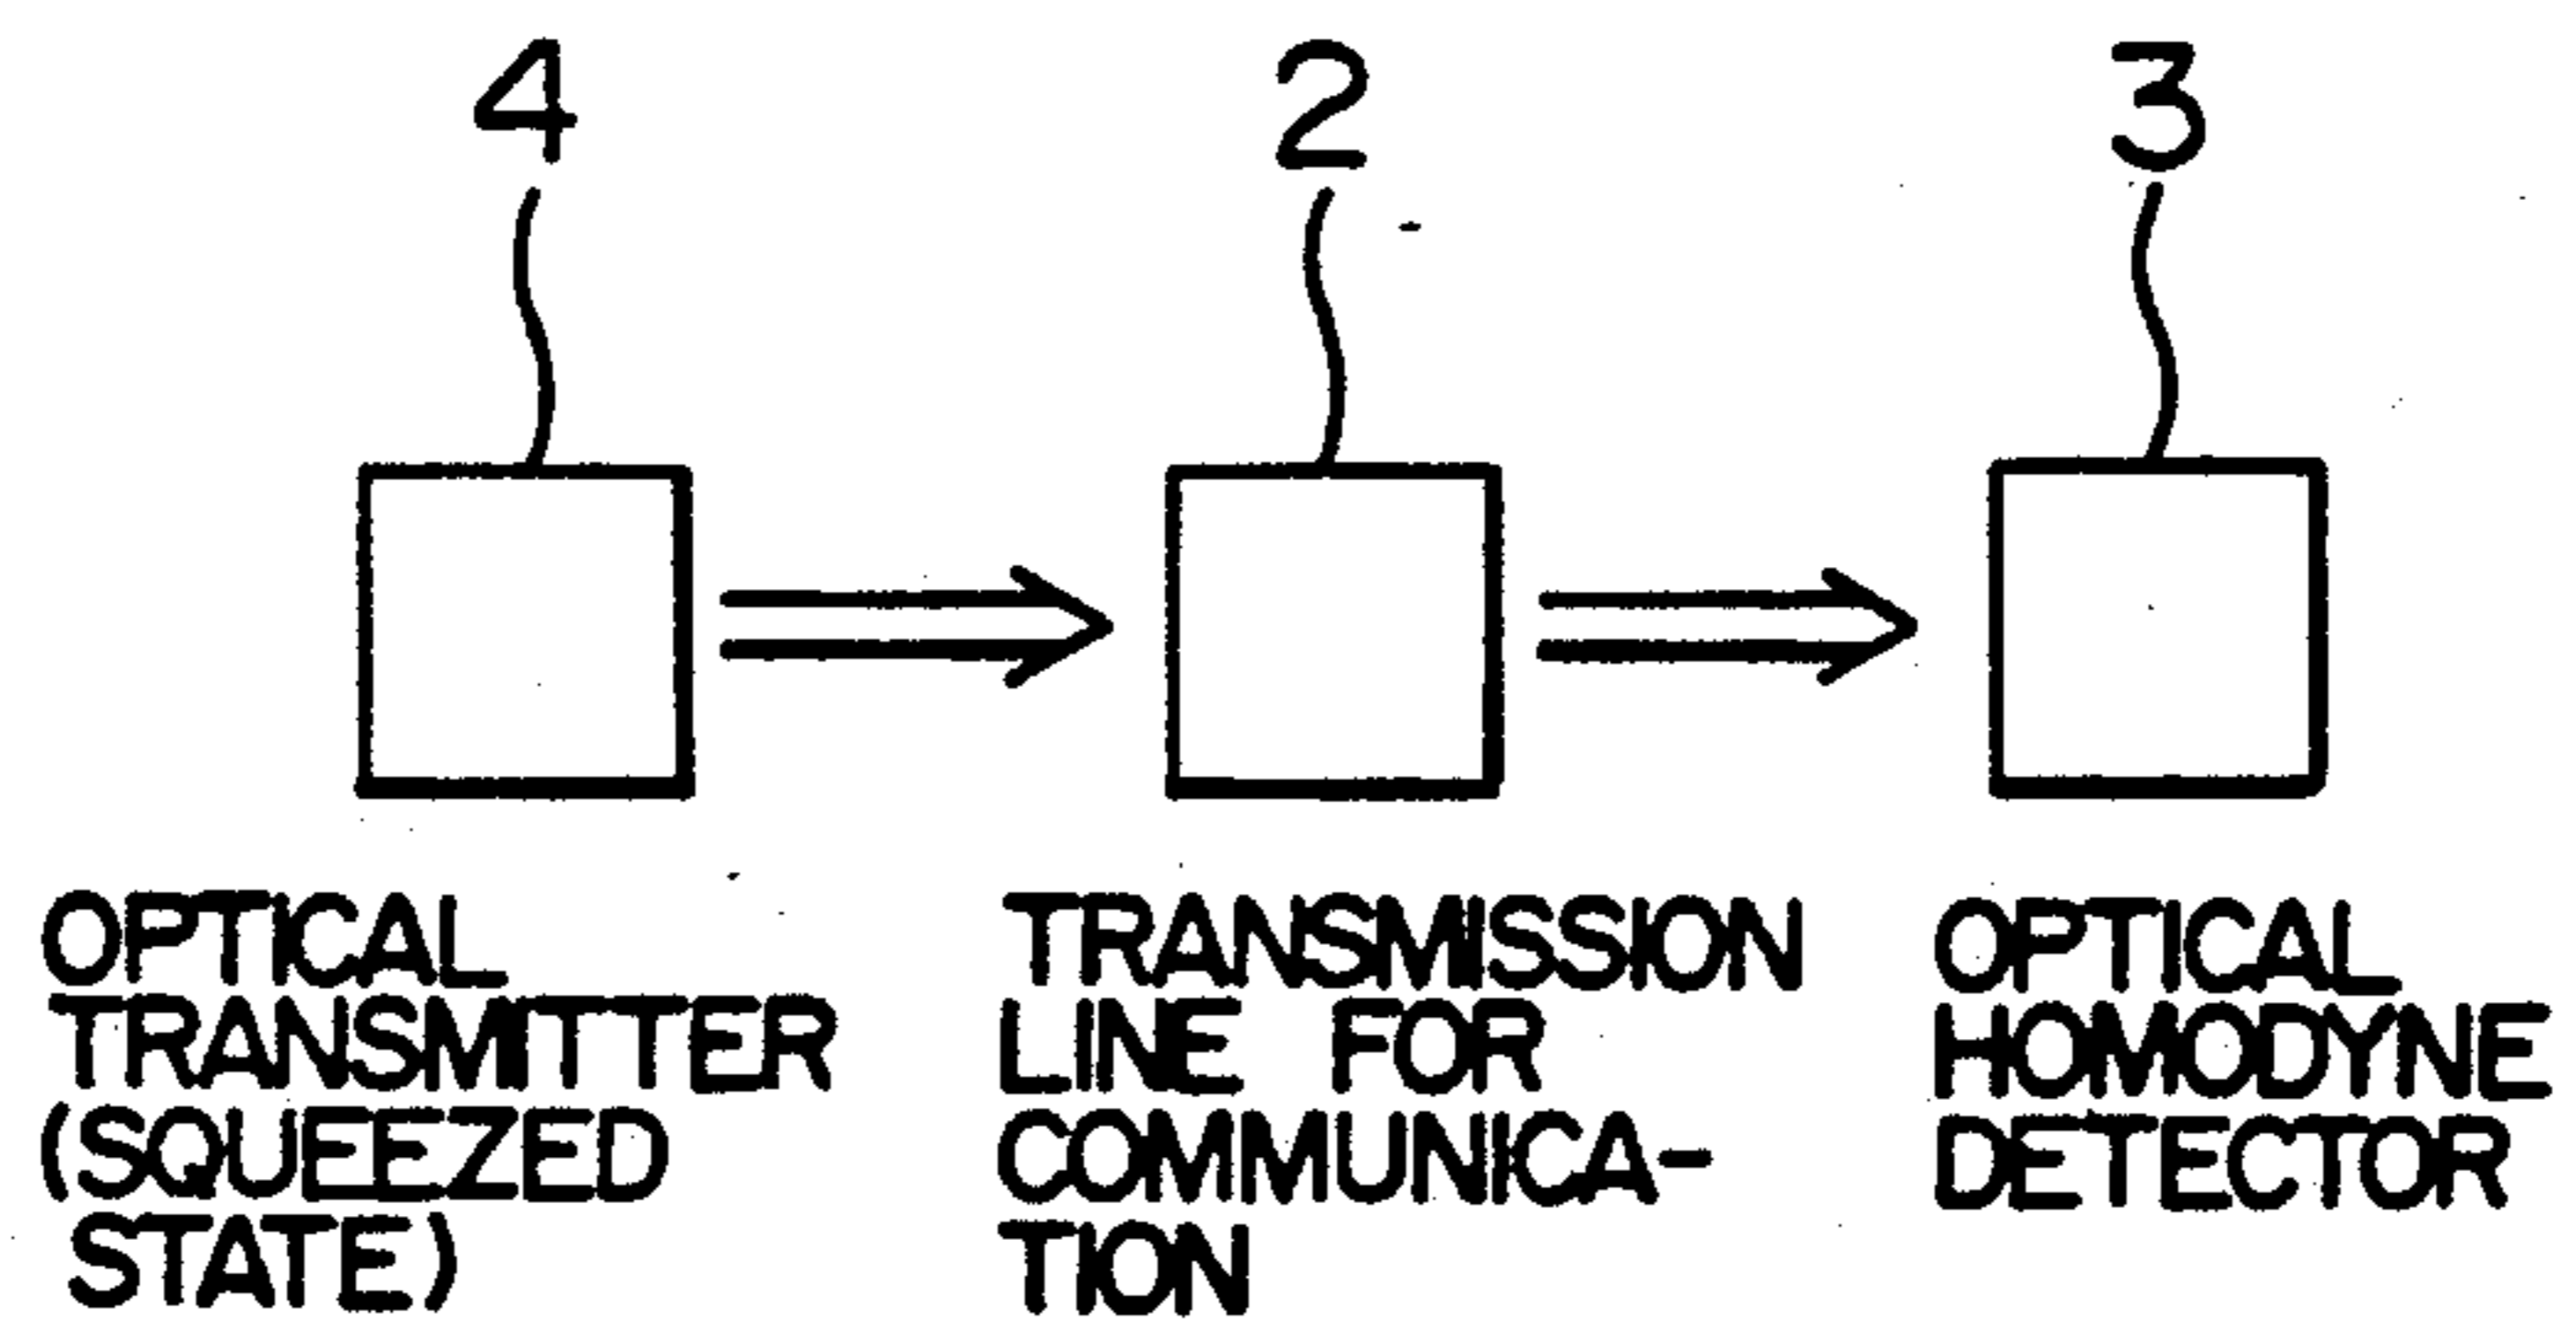 4
2
3
OPTICAL
TRANSMITTER
(SQUEEZED
STATE)
TRANSMISSION
LINE FOR
COMMUNICA-
TION
OPTICAL
HOMODYNE
DETECTOR